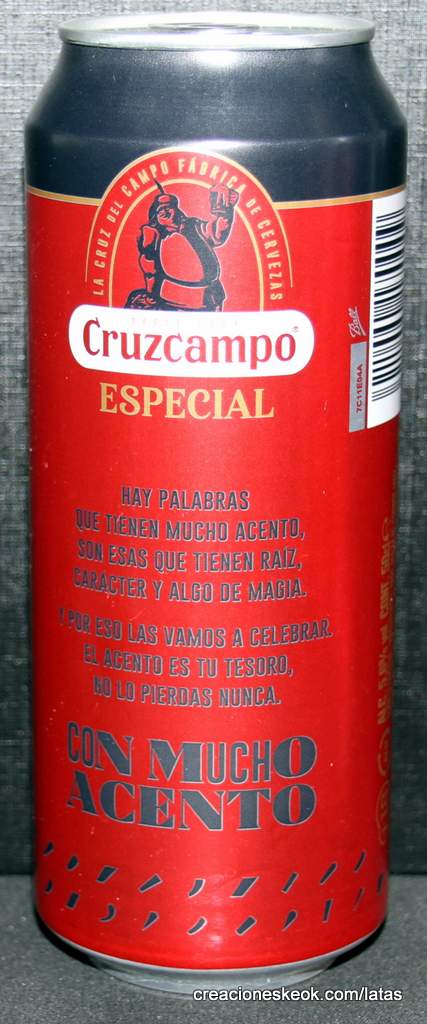 LA CRUZ DEL CAMPO FÁBRICA DE CERVEZAS
Cruzcampo
ESPECIAL
Ball
7C11E04A
HAY PALABRAS
QUE TIENEN MUCHO ACENTO,
SON ESAS QUE TIENEN RAÍZ,
CARÁCTER Y ALGO DE MAGIA.
Y POR ESO LAS VAMOS A CELEBRAR.
EL ACENTO ES TU TESORO,
NO LO PIERDAS NUNCA.
CON MUCHO
ACENTO
creacioneskeok.com/latas